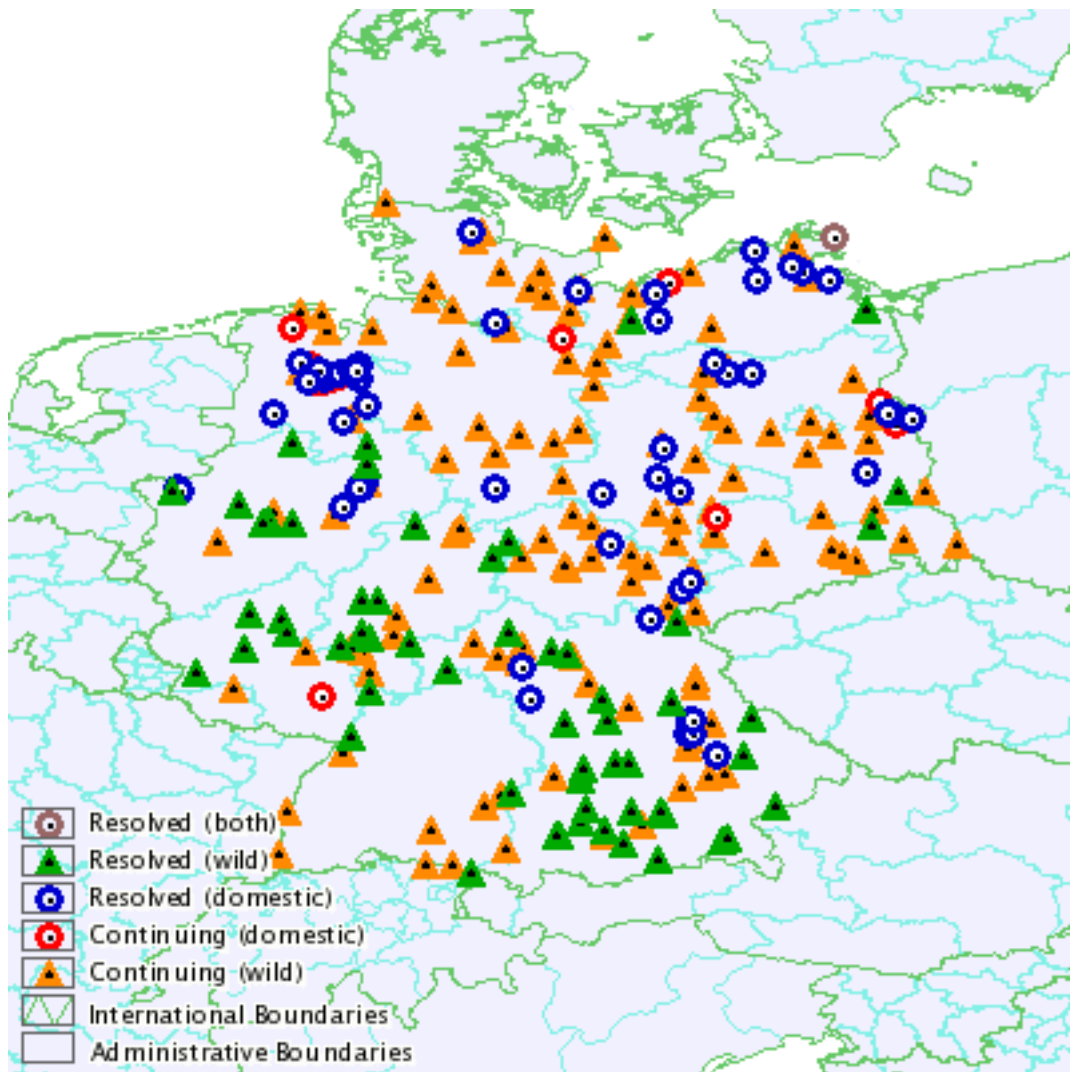 Resolved (both)
Resolved (wild)
Resolved (domestic)
Continuing (domestic)
Continuing (wild)
International Boundaries
Administrative Boundaries